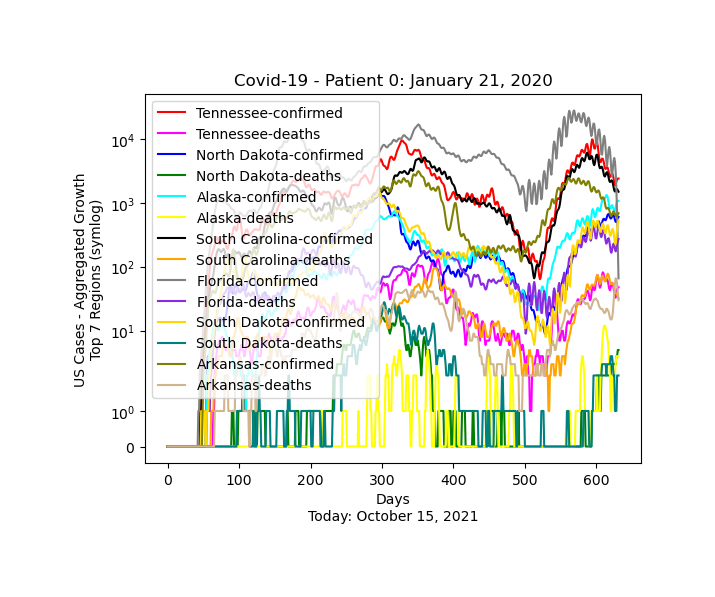 Covid-19 - Patient 0: January 21, 2020
US Cases - Aggregated Growth
Top 7 Regions (symlog)
10^4
10^3
10^2
10^1
10^0
0
Tennessee-confirmed
Tennessee-deaths
North Dakota-confirmed
North Dakota-deaths
Alaska-confirmed
Alaska-deaths
South Carolina-confirmed
South Carolina-deaths
Florida-confirmed
Florida-deaths
South Dakota-confirmed
South Dakota-deaths
Arkansas-confirmed
Arkansas-deaths
0 100 200 300 400 500 600
Days
Today: October 15, 2021